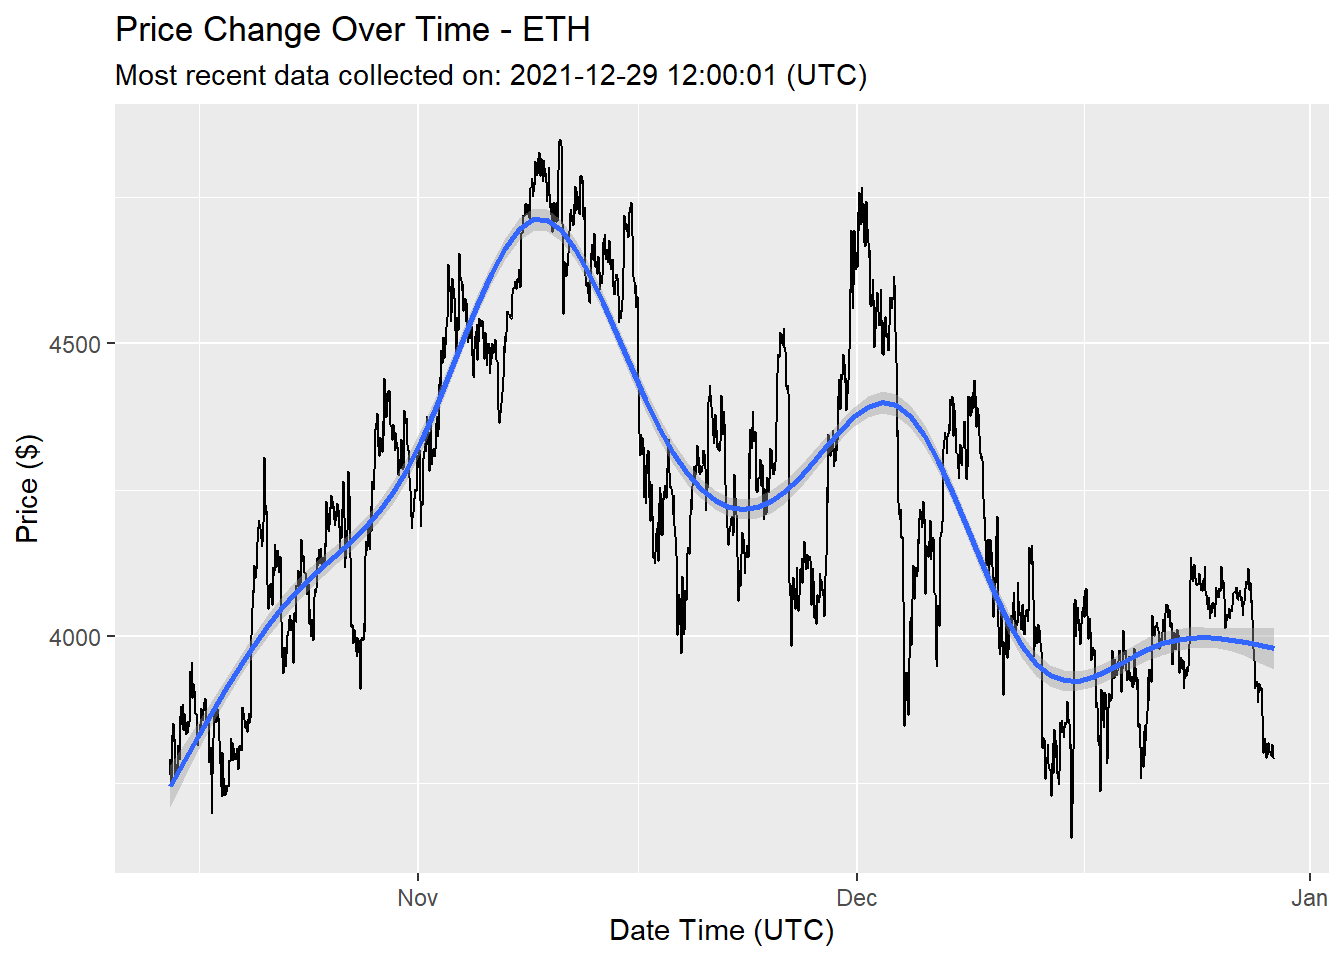 Price Change Over Time - ETH
Most recent data collected on: 2021-12-29 12:00:01 (UTC)
Price ($)
4500
4000
Nov
Dec
Jan
Date Time (UTC)